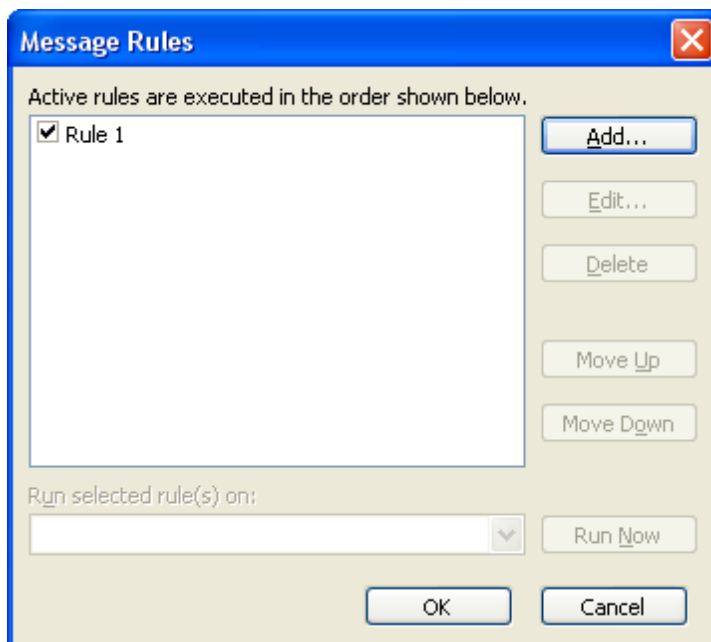 Message Rules
Active rules are executed in the order shown below.
Rule 1
Add...
Edit...
Delete
Move Up
Move Down
Run selected rule(s) on:
Run Now
OK
Cancel